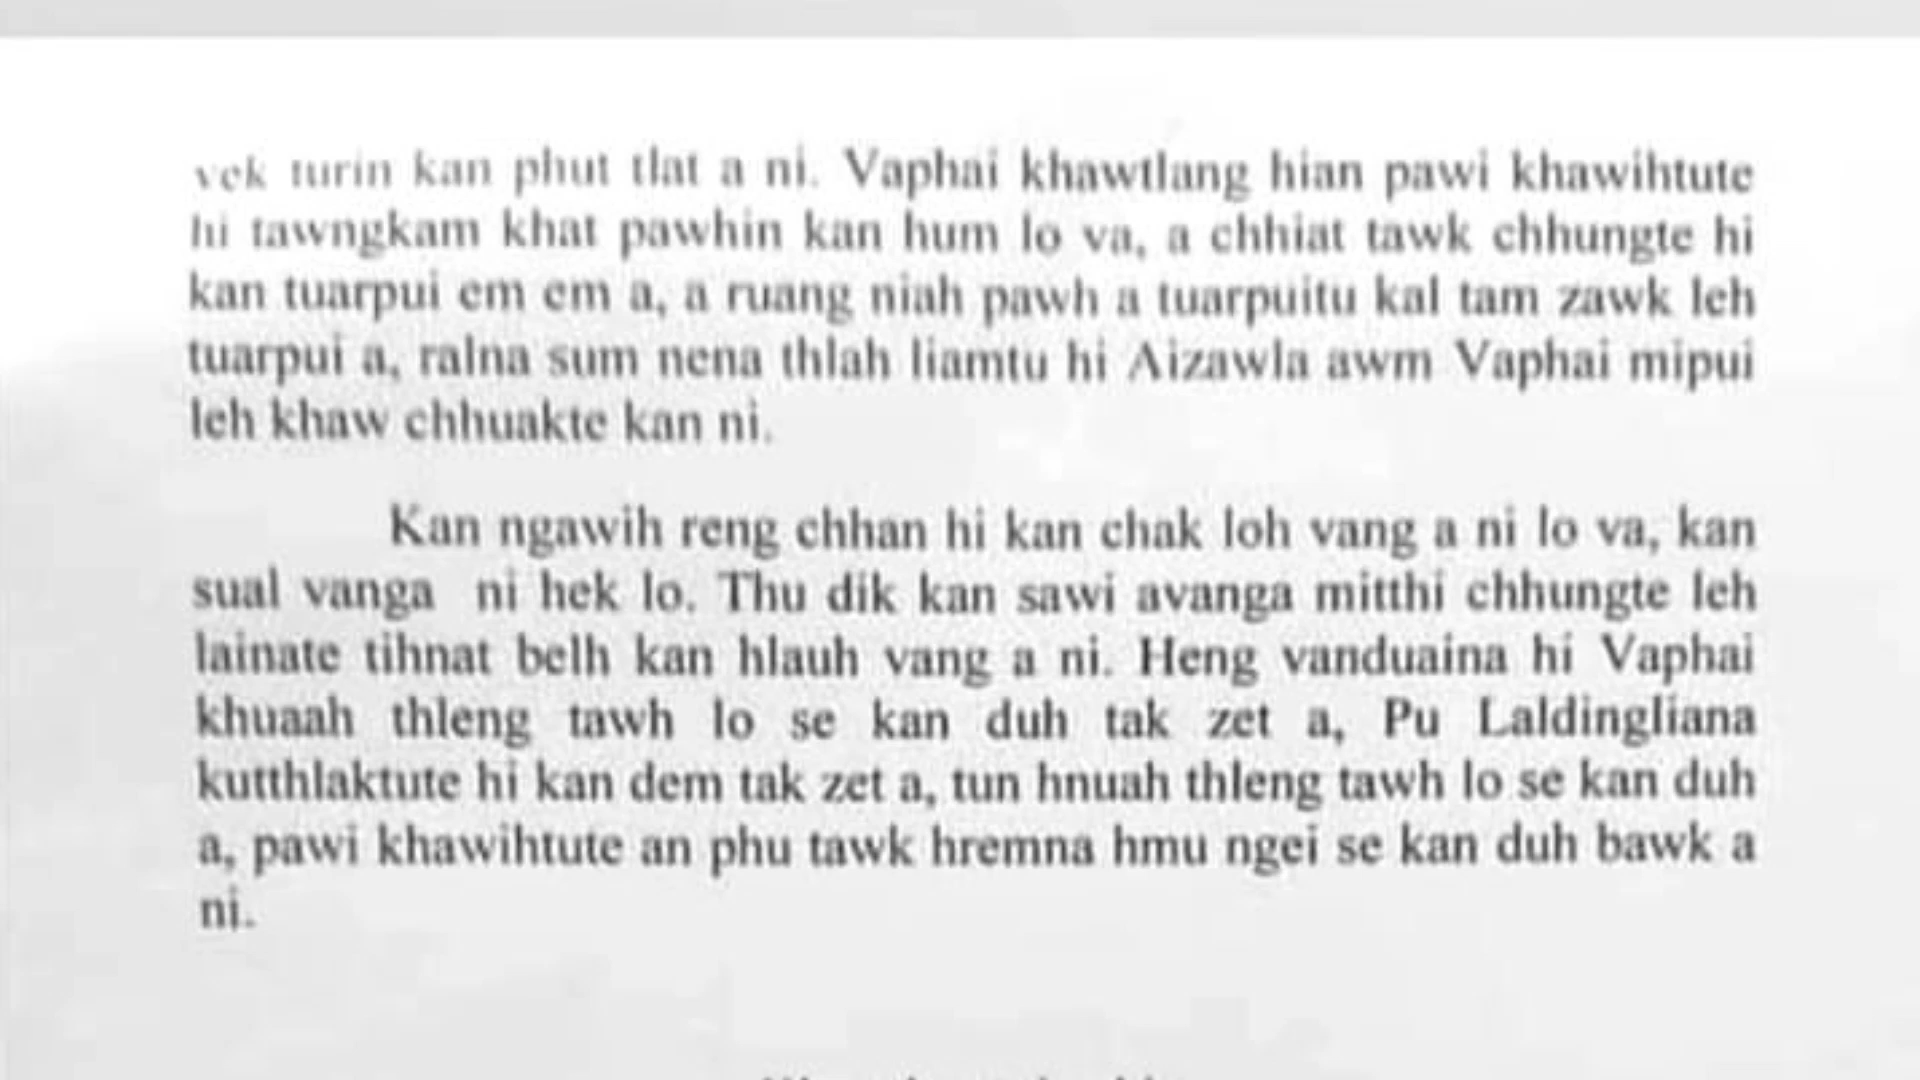 vek turin kan phut tlat a ni. Vaphai khawtlang hian pawi khawihtute
hi tawngkam khat pawhin kan hum lo va, a chhiat tawk chhungte hi
kan tuarpui em em a, a ruang niah pawh a tuarpuitu kal tam zawk leh
tuarpui a, ralna sum nena thlah liamtu hi Aizawla awm Vaphai mipui
leh khaw chhuakte kan ni.
Kan ngawih reng chhan hi kan chak loh vang a ni lo va, kan
sual vanga ni hek lo. Thu dik kan sawi avanga mitthi chhungte leh
lainate tihnat belh kan hlauh vang a ni. Heng vanduaina hi Vaphai
khuaah thleng tawh lo se kan duh tak zet a, Pu Laldingliana
kutthlaktute hi kan dem tak zet a, tun hnuah thleng tawh lo se kan duh
a, pawi khawihtute an phu tawk hremna hmu ngei se kan duh bawk a
ni.